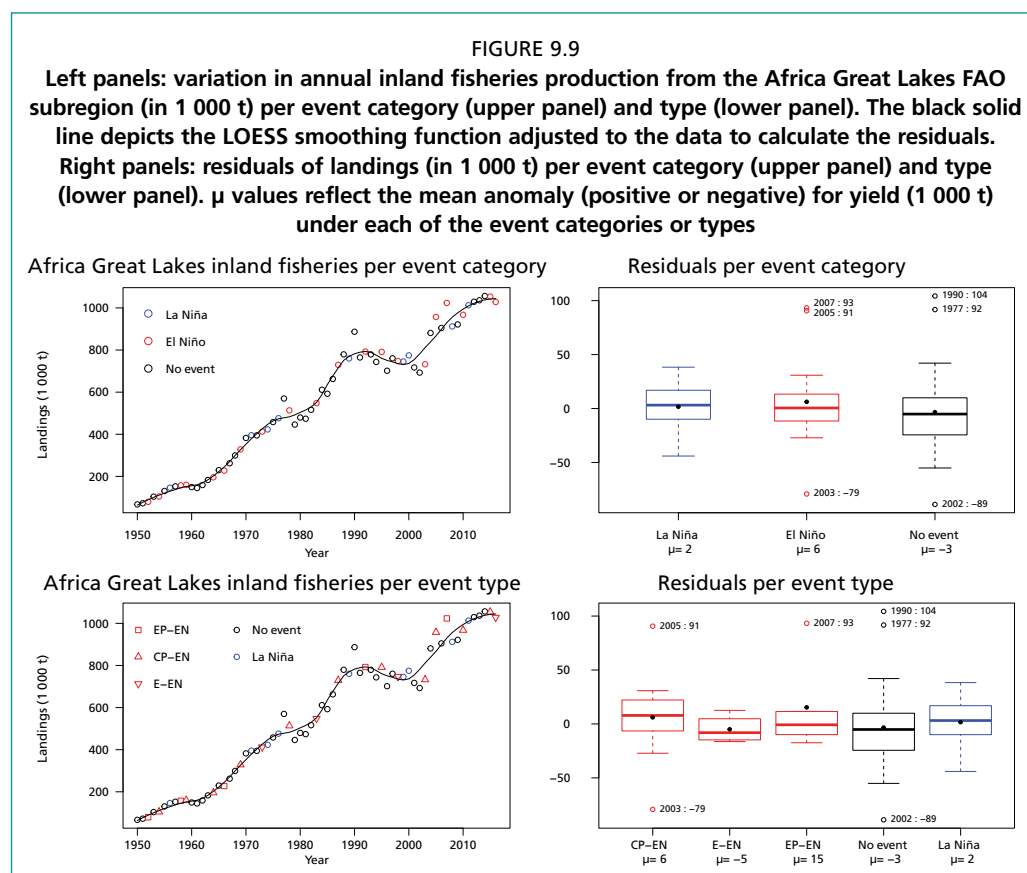 FIGURE 9.9
Left panels: variation in annual inland fisheries production from the Africa Great Lakes FAO
subregion (in 1 000 t) per event category (upper panel) and type (lower panel). The black solid
line depicts the LOESS smoothing function adjusted to the data to calculate the residuals.
Right panels: residuals of landings (in 1 000 t) per event category (upper panel) and type
(lower panel). µ values reflect the mean anomaly (positive or negative) for yield (1 000 t)
under each of the event categories or types
Africa Great Lakes inland fisheries per event category
La Niña
El Niño
No event
Landings (1 000 t)
1000
800
600
400
200
1950 1960 1970 1980 1990 2000 2010
Year
Residuals per event category
100
50
0
−50
2007 : 93
2005 : 91
2003 : −79
1990 : 104
1977 : 92
2002 : −89
La Niña El Niño No event
µ= 2 µ= 6 µ= −3
Africa Great Lakes inland fisheries per event type
EP−EN No event
CP−EN La Niña
E−EN
Landings (1 000 t)
1000
800
600
400
200
1950 1960 1970 1980 1990 2000 2010
Year
Residuals per event type
100
50
0
−50
2005 : 91
2003 : −79
2007 : 93
1990 : 104
1977 : 92
2002 : −89
CP−EN E−EN EP−EN No event La Niña
µ= 6 µ= −5 µ= 15 µ= −3 µ= 2